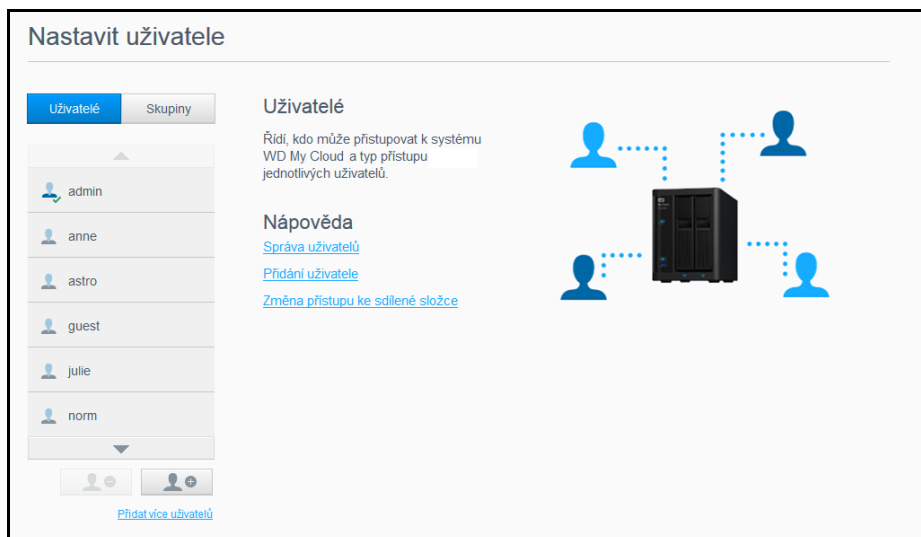 Nastavit uživatele
Uživatelé
Skupiny
admin
anne
astro
guest
julie
norm
Přidat více uživatelů
Uživatelé
Řídí, kdo může přistupovat k systému
WD My Cloud a typ přístupu
jednotlivých uživatelů.
Nápověda
Správa uživatelů
Přidání uživatele
Změna přístupu ke sdílené složce